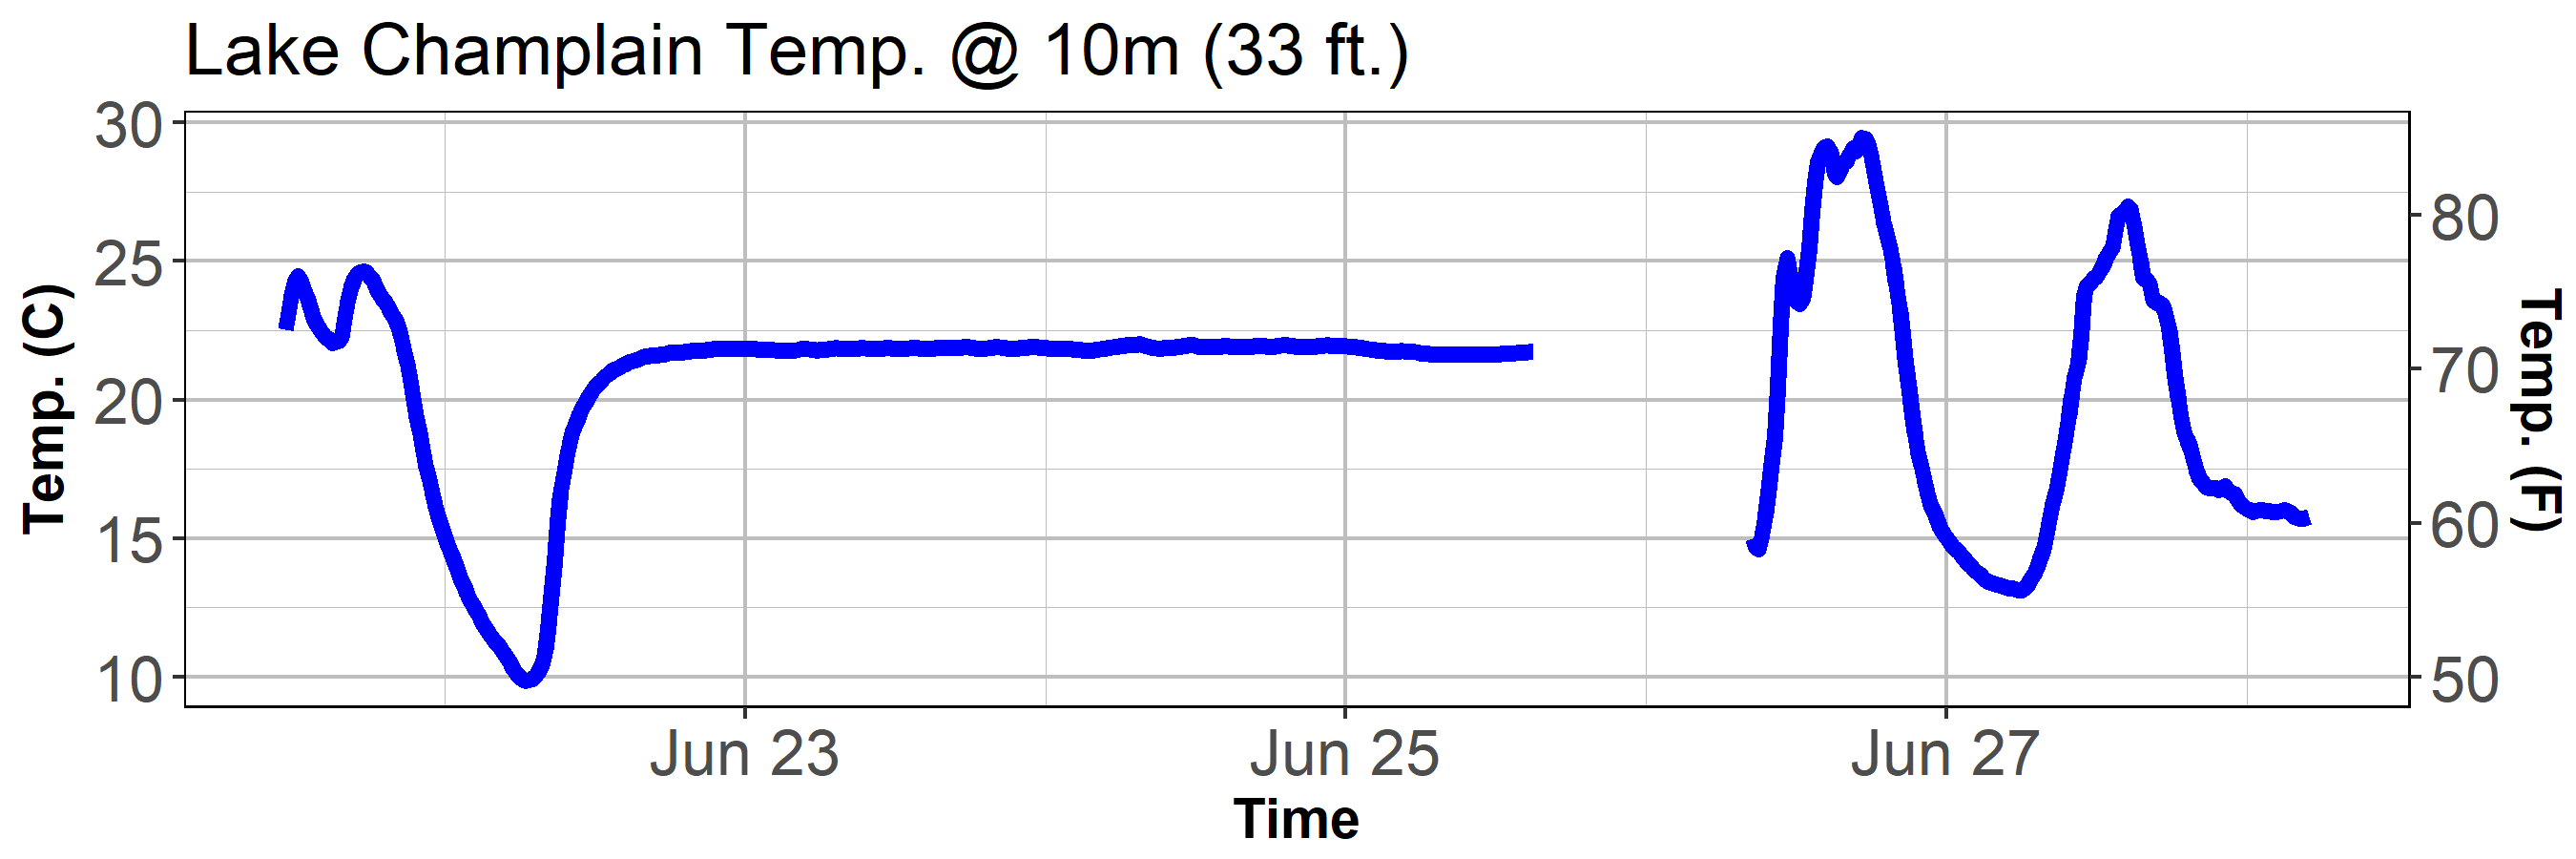 Lake Champlain Temp. @ 10m (33 ft.)
Temp. (C)
30
25
20
15
10
80
70
60
50
Temp. (F)
Jun 23
Jun 25
Jun 27
Time